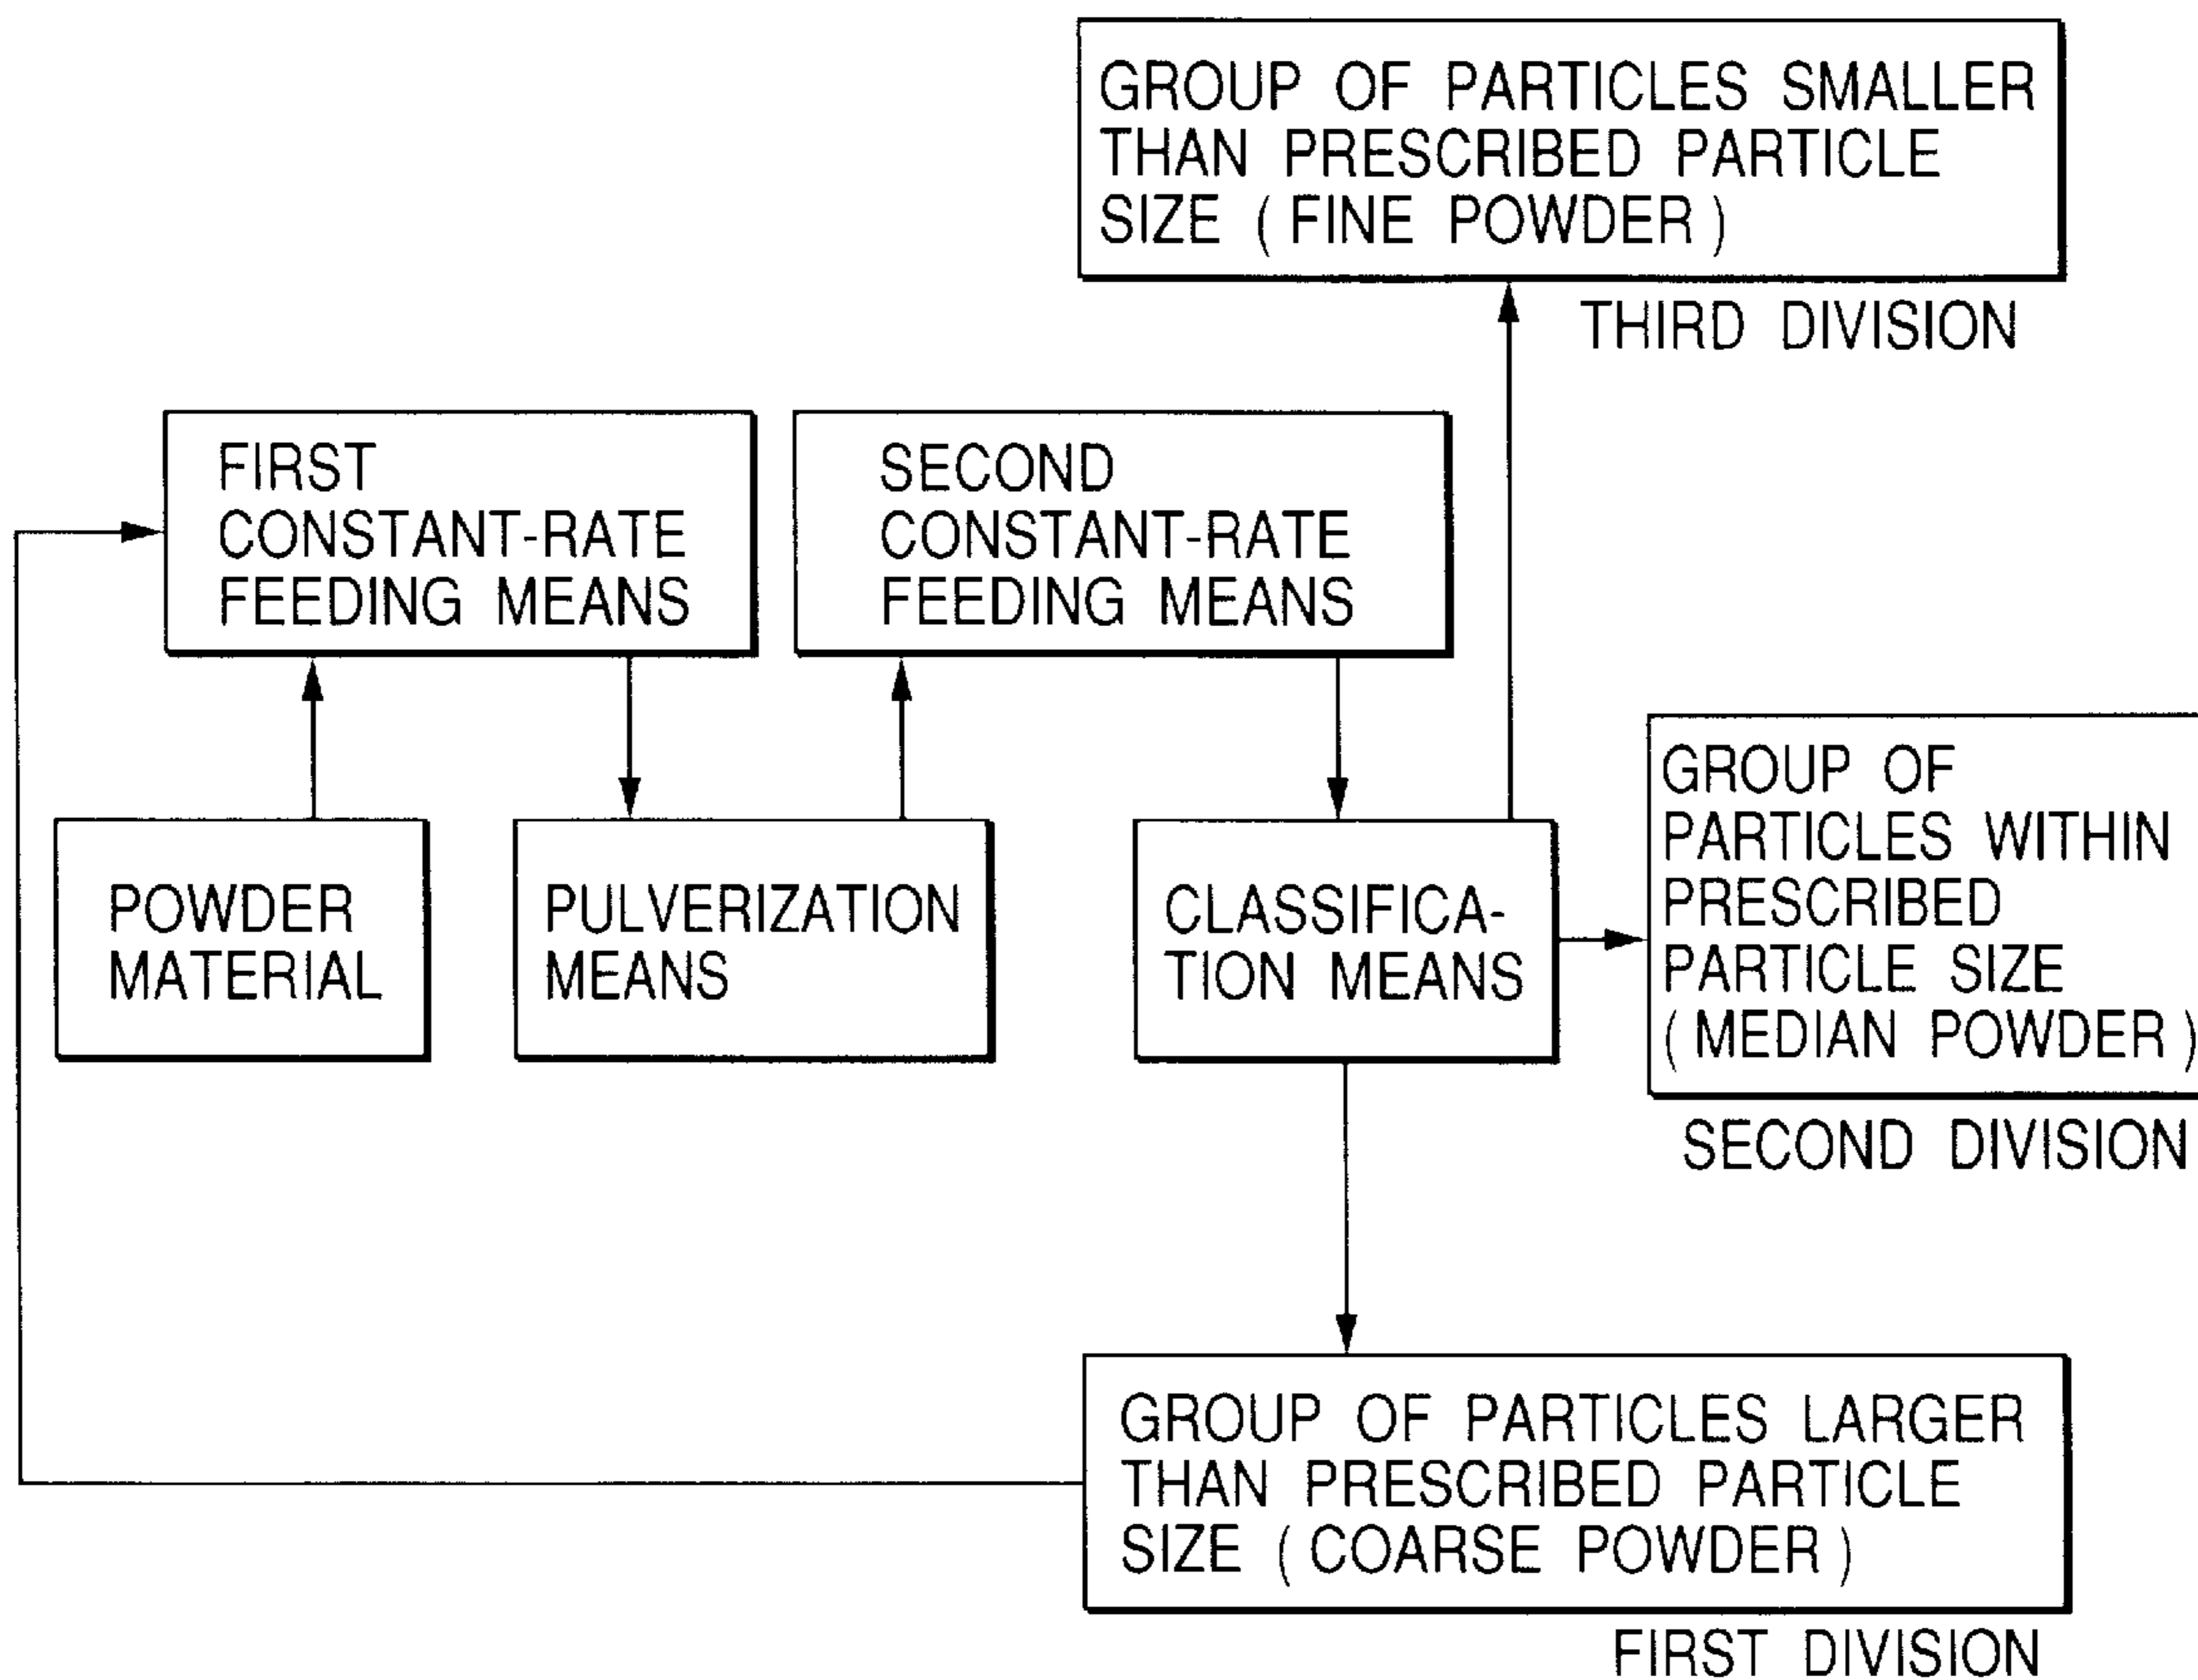 GROUP OF PARTICLES SMALLER
THAN PRESCRIBED PARTICLE
SIZE ( FINE POWDER )
THIRD DIVISION
FIRST
CONSTANT-RATE
FEEDING MEANS
SECOND
CONSTANT-RATE
FEEDING MEANS
POWDER
MATERIAL
PULVERIZATION
MEANS
CLASSIFICA-
TION MEANS
GROUP OF
PARTICLES WITHIN
PRESCRIBED
PARTICLE SIZE
( MEDIAN POWDER )
SECOND DIVISION
GROUP OF PARTICLES LARGER
THAN PRESCRIBED PARTICLE
SIZE ( COARSE POWDER )
FIRST DIVISION